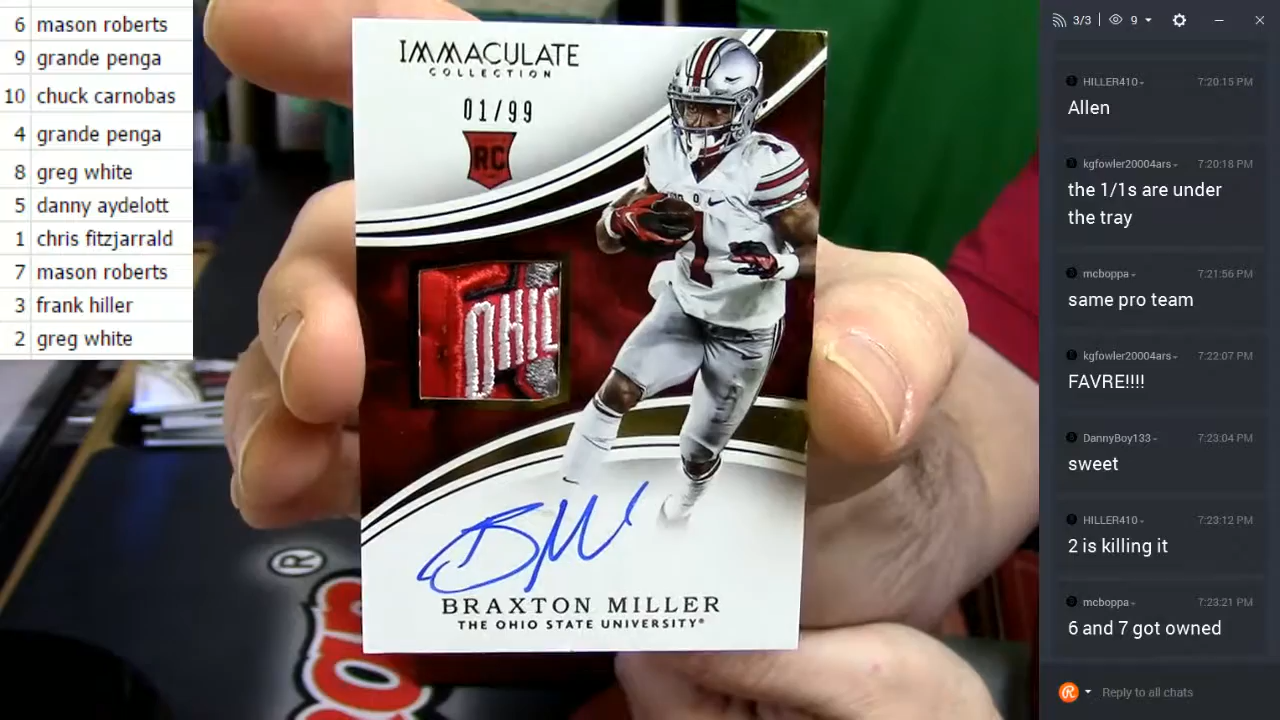 6 mason roberts
9 grande penga
10 chuck carnobas
4 grande penga
8 greg white
5 danny aydelott
1 chris fitzjarrald
7 mason roberts
3 frank hiller
2 greg white
IMMACULATE
COLLECTION
01/99
RC
1
OHIO
BRAXTON MILLER
THE OHIO STATE UNIVERSITY®
®
3/3 9
HILLER410 7:20:15 PM
Allen
kgfowler20004ars 7:20:18 PM
the 1/1s are under
the tray
mcboppa 7:21:56 PM
same pro team
kgfowler20004ars 7:22:07 PM
FAVRE!!!!
DannyBoy133 7:23:04 PM
sweet
HILLER410 7:23:12 PM
2 is killing it
mcboppa 7:23:21 PM
6 and 7 got owned
Reply to all chats